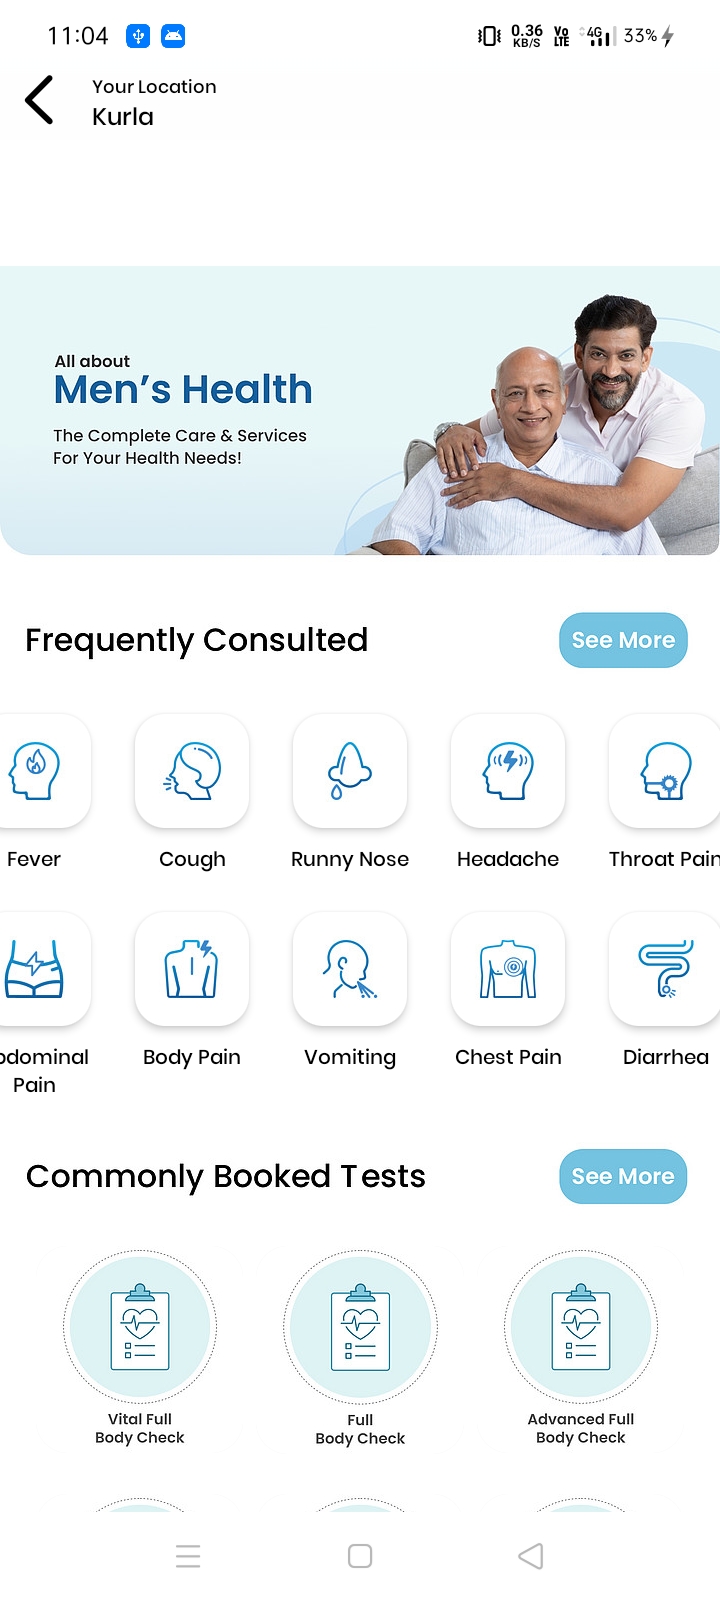 11:04
0.36
KB/S
Vo
LTE
4G
33%
Your Location
Kurla
All about
Men's Health
The Complete Care & Services
For Your Health Needs!
Frequently Consulted
See More
Fever
Cough
Runny Nose
Headache
Throat Pain
bdominal
Pain
Body Pain
Vomiting
Chest Pain
Diarrhea
Commonly Booked Tests
See More
Vital Full
Body Check
Full
Body Check
Advanced Full
Body Check